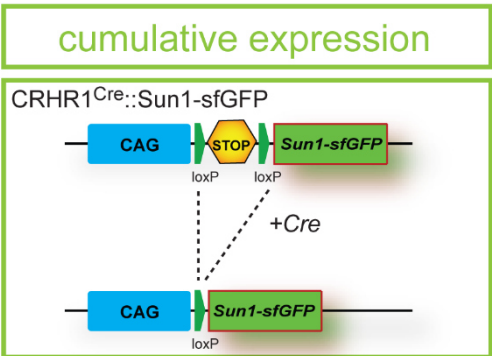 cumulative expression
CRHR1Cre::Sun1-sfGFP
CAG STOP Sun1-sfGFP
loxP loxP
+Cre
CAG Sun1-sfGFP
loxP